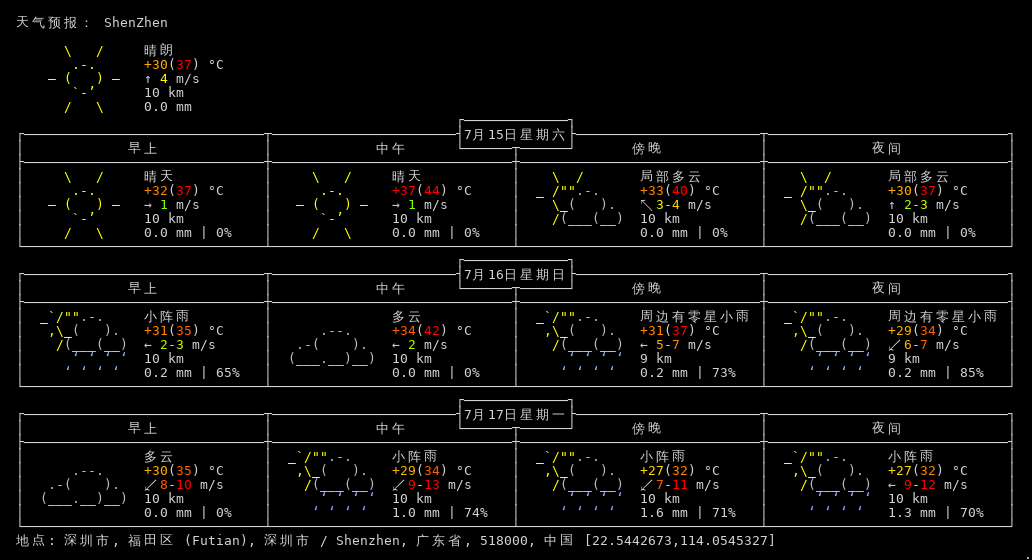 天气预报： ShenZhen
晴朗
+30(37) °C
↑ 4 m/s
10 km
0.0 mm
7月15日星期六
早上 中午 傍晚 夜间
晴天 晴天 局部多云 局部多云
+32(37) °C +37(44) °C +33(40) °C +30(37) °C
→ 1 m/s → 1 m/s ↖ 3-4 m/s ↑ 2-3 m/s
10 km 10 km 10 km 10 km
0.0 mm | 0% 0.0 mm | 0% 0.0 mm | 0% 0.0 mm | 0%
7月16日星期日
早上 中午 傍晚 夜间
小阵雨 多云 周边有零星小雨 周边有零星小雨
+31(35) °C +34(42) °C +31(37) °C +29(34) °C
← 2-3 m/s ← 2 m/s ← 5-7 m/s ↙ 6-7 m/s
10 km 10 km 9 km 9 km
0.2 mm | 65% 0.0 mm | 0% 0.2 mm | 73% 0.2 mm | 85%
7月17日星期一
早上 中午 傍晚 夜间
多云 小阵雨 小阵雨 小阵雨
+30(35) °C +29(34) °C +27(32) °C +27(32) °C
↙ 8-10 m/s ↙ 9-13 m/s ↙ 7-11 m/s ← 9-12 m/s
10 km 10 km 10 km 10 km
0.0 mm | 0% 1.0 mm | 74% 1.6 mm | 71% 1.3 mm | 70%
地点: 深圳市, 福田区 (Futian), 深圳市 / Shenzhen, 广东省, 518000, 中国 [22.5442673,114.0545327]